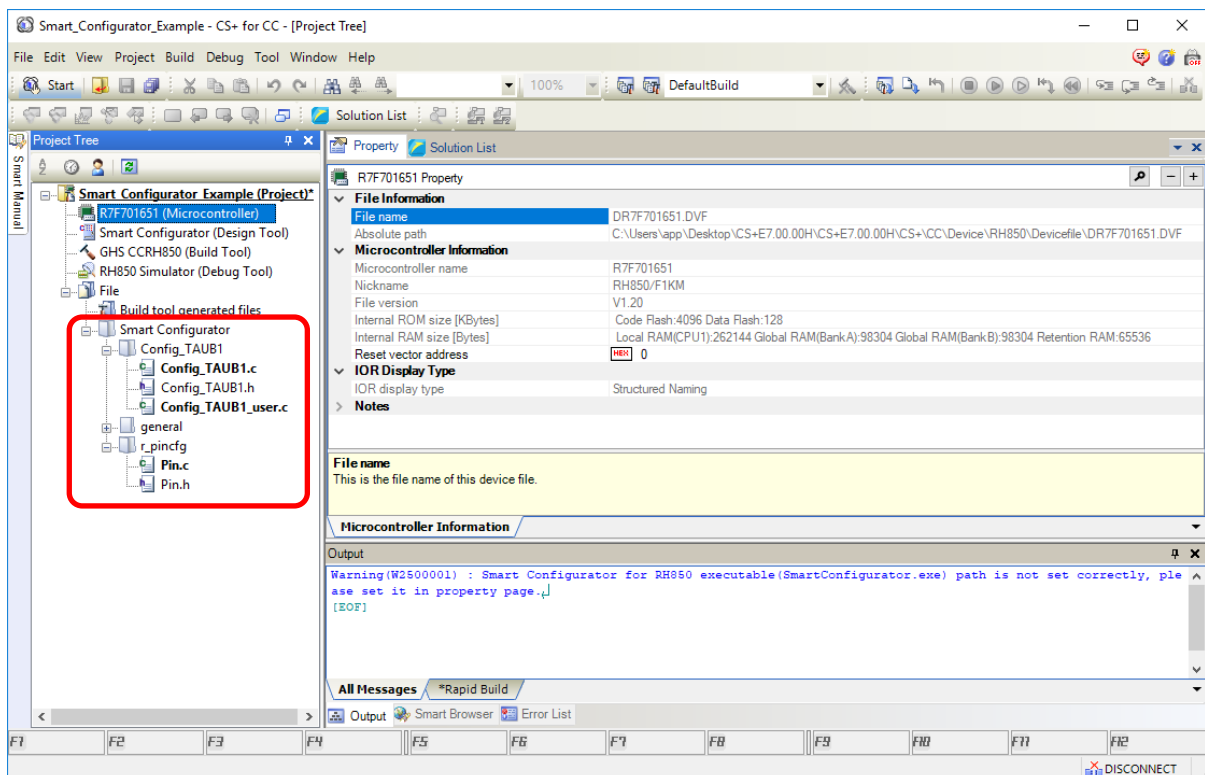 Smart_Configurator_Example - CS+ for CC - [Project Tree]
File Edit View Project Build Debug Tool Window Help
Start 100% DefaultBuild
Solution List
Smart Manual
Project Tree
Smart_Configurator_Example (Project)*
R7F701651 (Microcontroller)
Smart Configurator (Design Tool)
GHS CCRH850 (Build Tool)
RH850 Simulator (Debug Tool)
File
Build tool generated files
Smart Configurator
Config_TAUB1
Config_TAUB1.c
Config_TAUB1.h
Config_TAUB1_user.c
general
r_pincfg
Pin.c
Pin.h
Property Solution List
R7F701651 Property
File Information
File name DR7F701651.DVF
Absolute path C:\Users\app\Desktop\CS+E7.00.00H\CS+E7.00.00H\CS+\CC\Device\RH850\Devicefile\DR7F701651.DVF
Microcontroller Information
Microcontroller name R7F701651
Nickname RH850/F1KM
File version V1.20
Internal ROM size [KBytes] Code Flash:4096 Data Flash:128
Internal RAM size [Bytes] Local RAM(CPU1):262144 Global RAM(BankA):98304 Global RAM(BankB):98304 Retention RAM:65536
Reset vector address HEX 0
IOR Display Type
IOR display type Structured Naming
Notes
File name
This is the file name of this device file.
Microcontroller Information
Output
Warning(W2500001) : Smart Configurator for RH850 executable(SmartConfigurator.exe) path is not set correctly, ple
ase set it in property page.
[EOF]
All Messages *Rapid Build
Output Smart Browser Error List
F1 F2 F3 F4 F5 F6 F7 F8 F9 F10 F11 F12
DISCONNECT